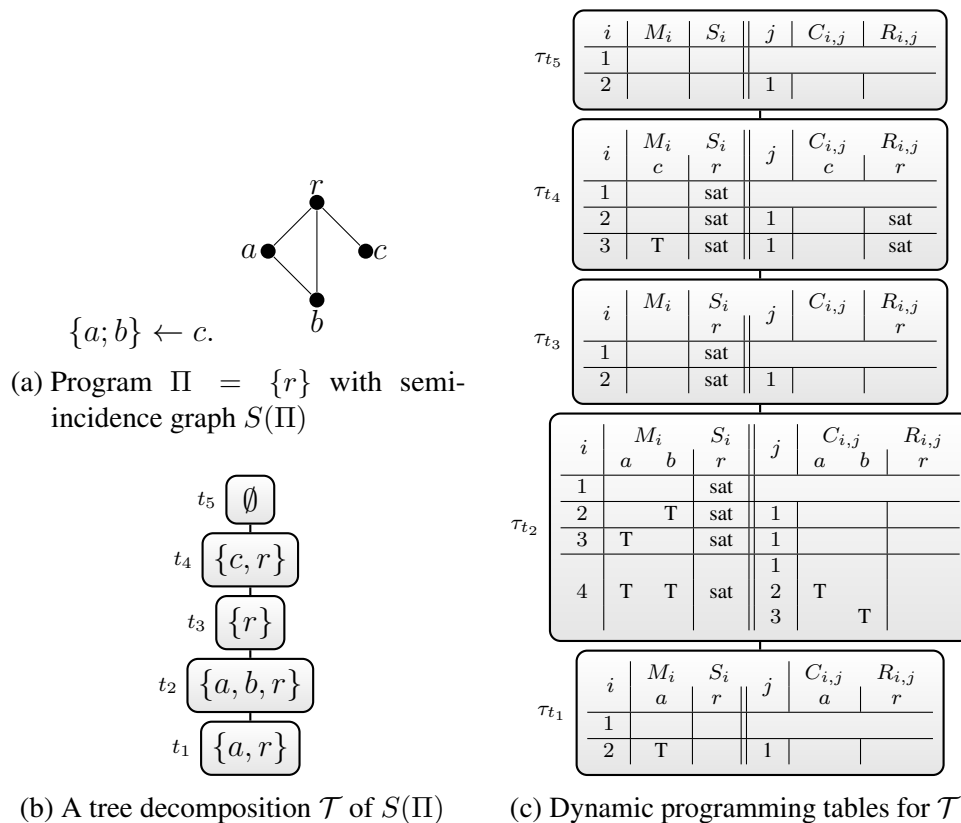 r
a
c
b
{a; b} ← c.
(a) Program Π = {r} with semi-
incidence graph S(Π)
t5 ∅
t4 {c, r}
t3 {r}
t2 {a, b, r}
t1 {a, r}
(b) A tree decomposition 𝒯 of S(Π)
τt5
i Mi Si j Ci,j Ri,j
1
2 1
τt4
i Mi Si j Ci,j Ri,j
c r c r
1 sat
2 sat 1 sat
3 T sat 1 sat
τt3
i Mi Si j Ci,j Ri,j
r r
1 sat
2 sat 1
τt2
i Mi Si j Ci,j Ri,j
a b r a b r
1 sat
2 T sat 1
3 T sat 1
1
4 T T sat 2 T
3 T
τt1
i Mi Si j Ci,j Ri,j
a r a r
1
2 T 1
(c) Dynamic programming tables for 𝒯